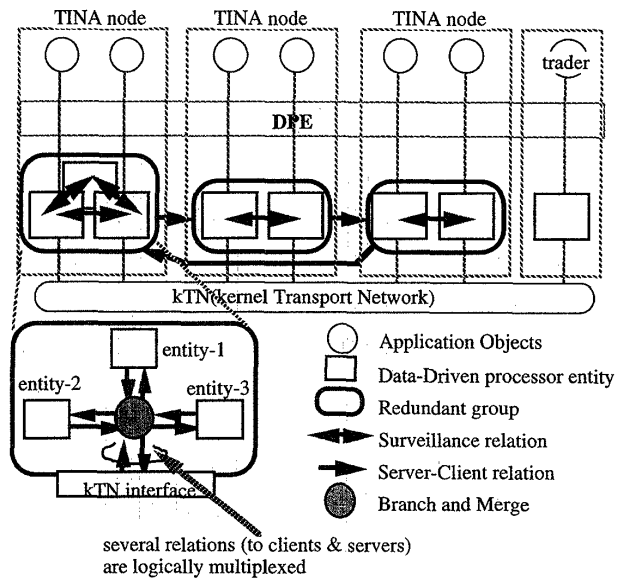 TINA node
TINA node
TINA node
trader
DPE
kTN(kernel Transport Network)
entity-1
entity-2
entity-3
kTN interface
several relations (to clients & servers)
are logically multiplexed
Application Objects
Data-Driven processor entity
Redundant group
Surveillance relation
Server-Client relation
Branch and Merge